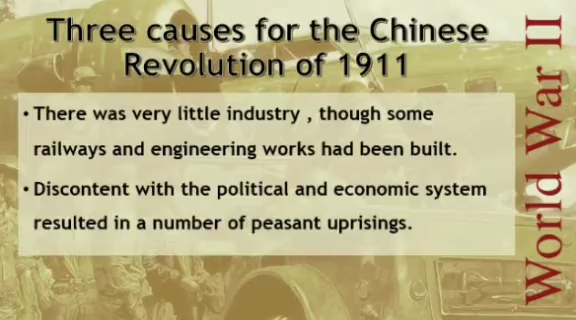 Three causes for the Chinese
Revolution of 1911
• There was very little industry , though some
railways and engineering works had been built.
• Discontent with the political and economic system
resulted in a number of peasant uprisings.
World War II